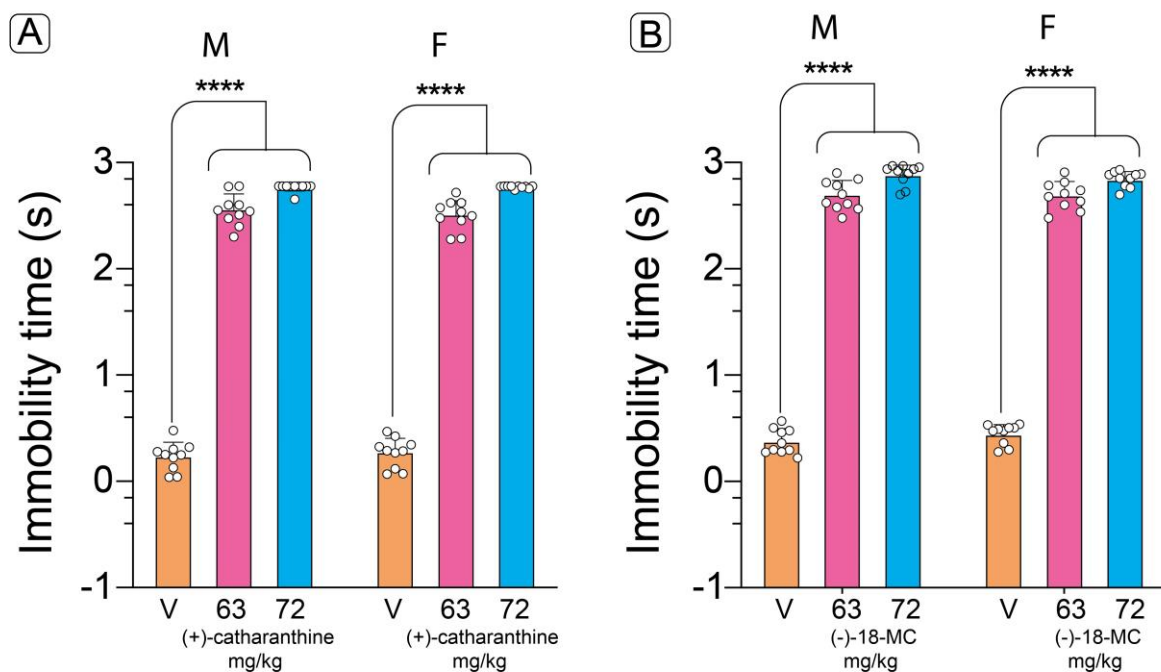 A
M
F
****
****
Immobility time (s)
3
2
1
0
-1
V 63 72
V 63 72
(+)-catharanthine
mg/kg
(+)-catharanthine
mg/kg
B
M
F
****
****
Immobility time (s)
3
2
1
0
-1
V 63 72
V 63 72
(-)-18-MC
mg/kg
(-)-18-MC
mg/kg